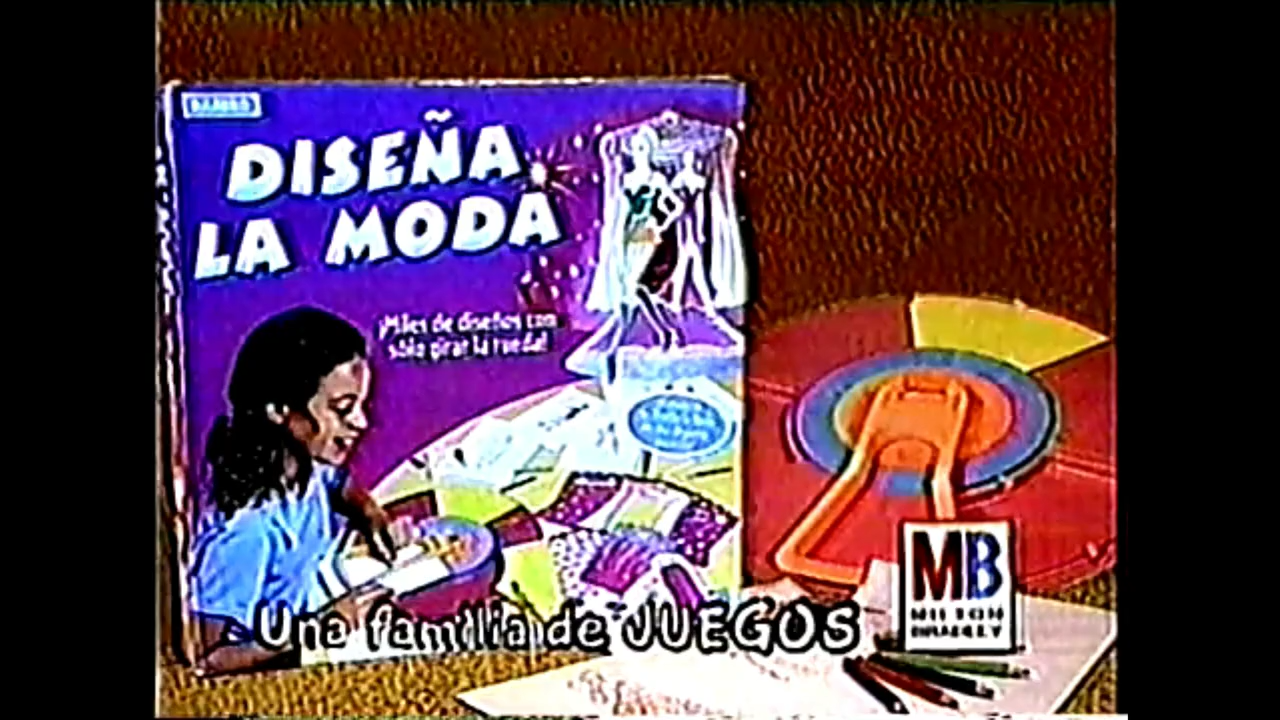 DISEÑA
LA MODA
¡Miles de diseños con
sólo girar la rueda!
Una familia de JUEGOS
MB
MILTON
BRADLEY